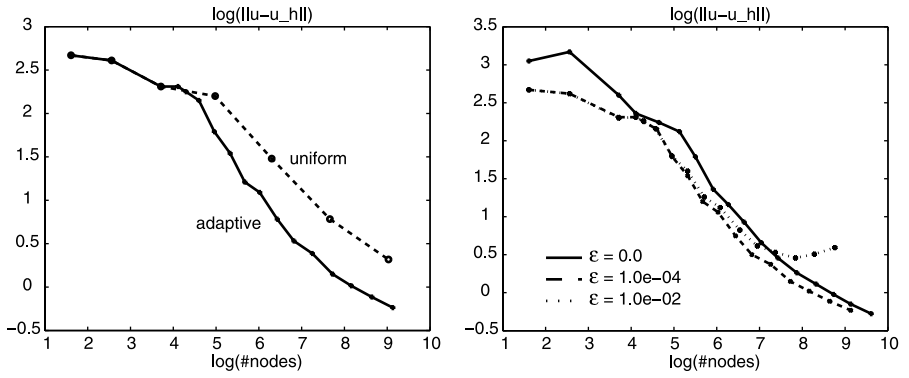 log(||u-u_h||
3
2.5
2
1.5
1
0.5
0
−0.5
uniform
adaptive
1 2 3 4 5 6 7 8 9 10
log(#nodes)
log(||u-u_h||)
3.5
3
2.5
2
1.5
1
0.5
0
−0.5
ε = 0.0
ε = 1.0e−04
ε = 1.0e−02
1 2 3 4 5 6 7 8 9 10
log(#nodes)